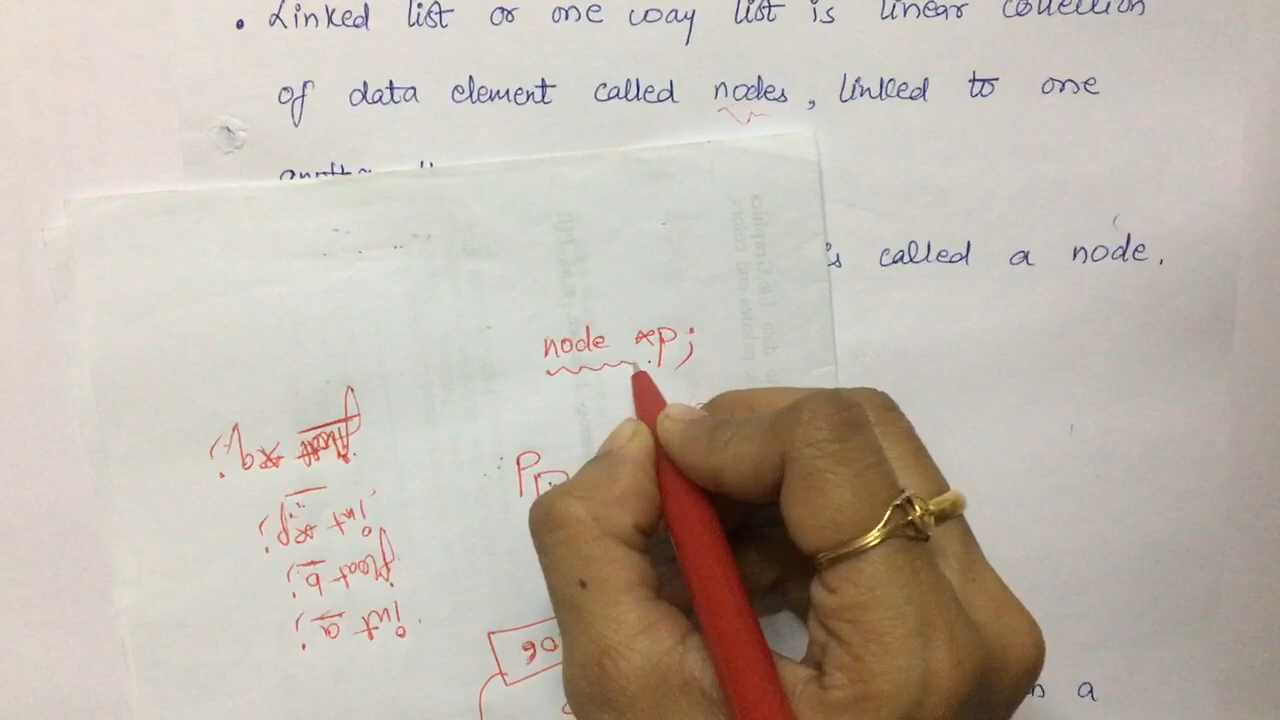 • Linked list or one way list is linear collection
of data element called nodes, linked to one
is called a node.
node *p;
P
90
float *q;
int *p;
float b;
int a;
a